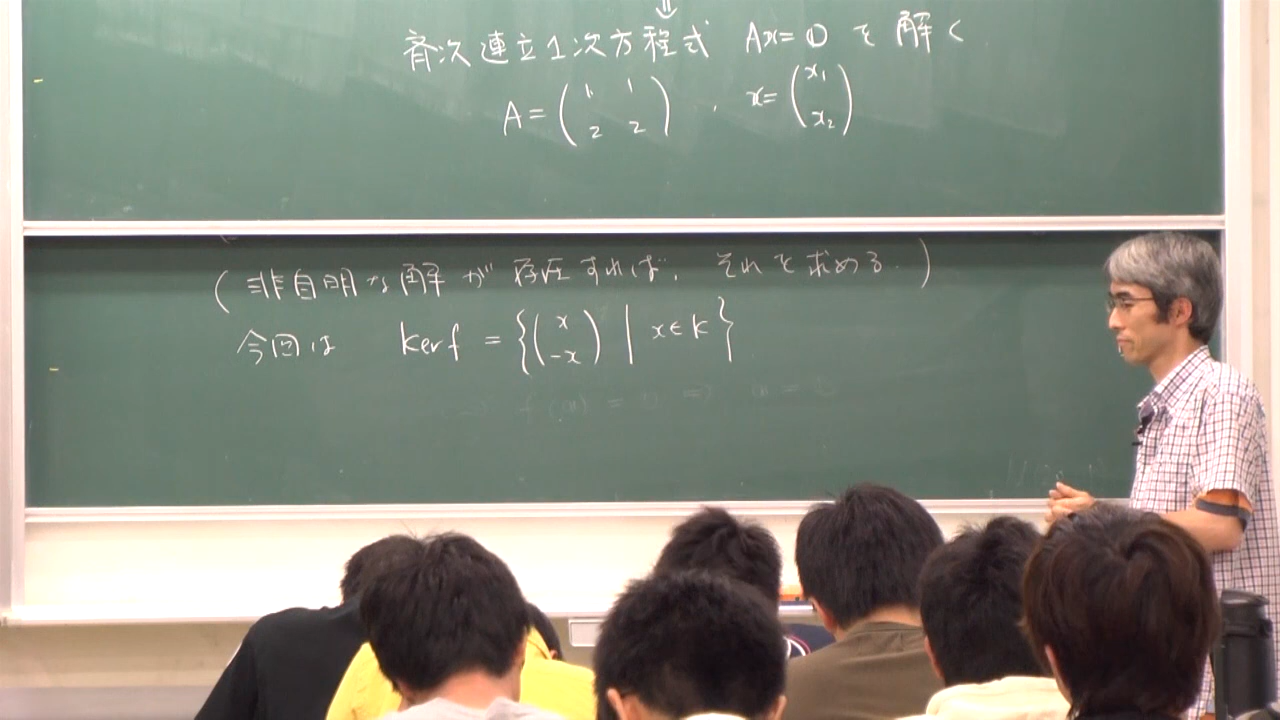 ⇓
斉次連立1次方程式 Ax=0 を解く
A=(1 1 2 2), x=(x₁ x₂)
(非自明な解が存在すれば、それを求める.)
今回は kerf = {(x -x) | x∈K}